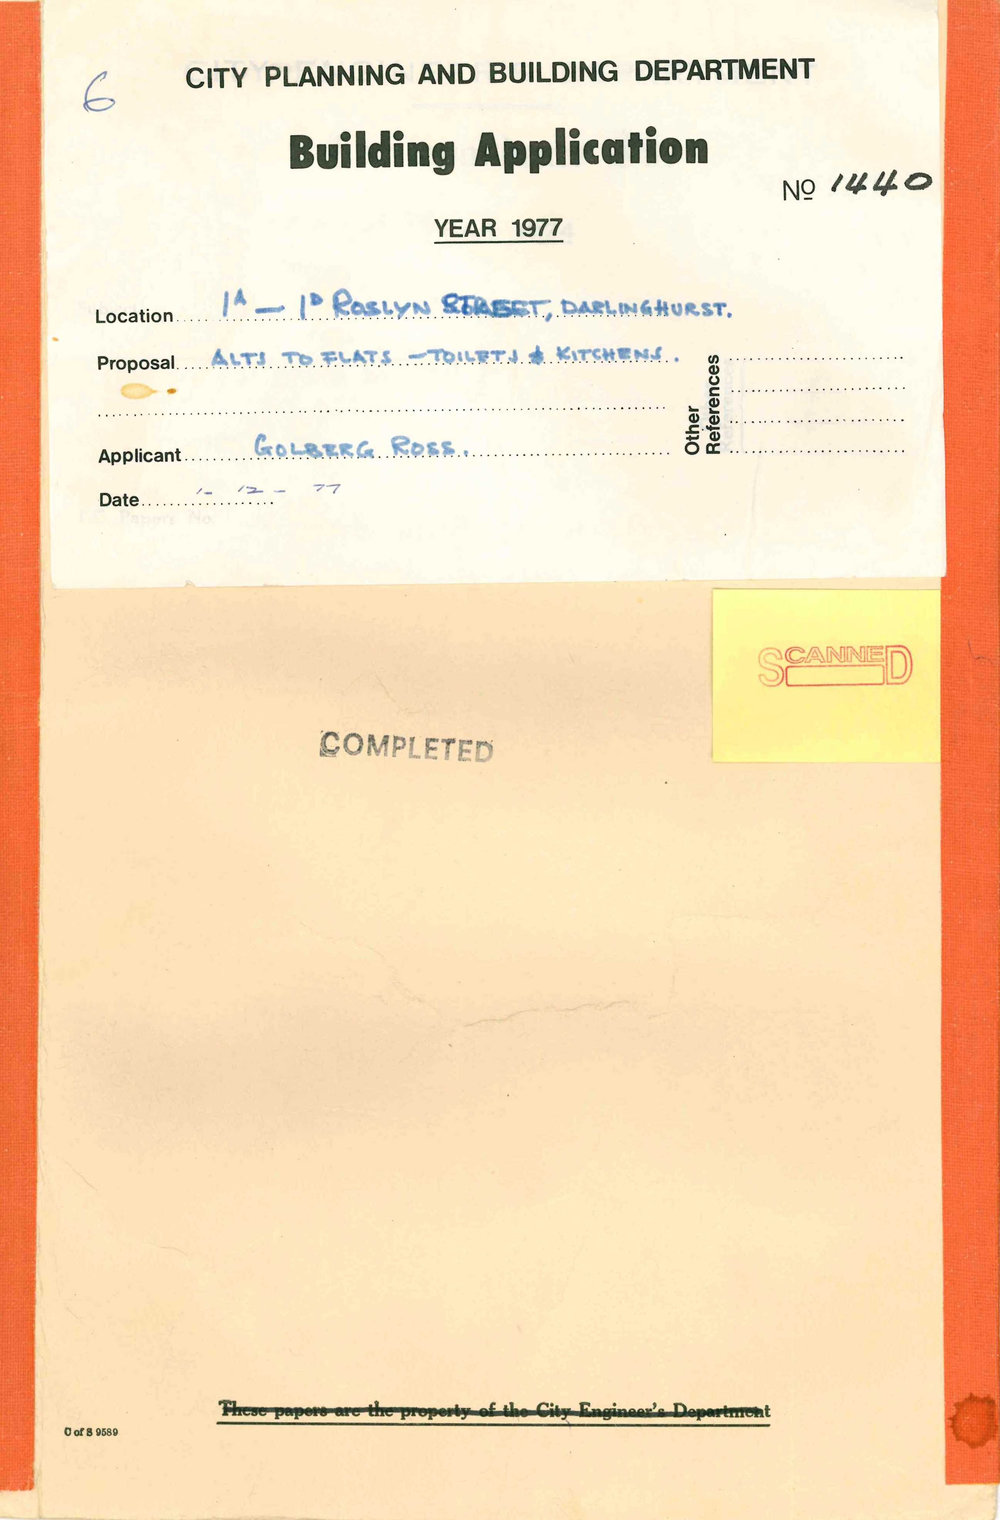 6
CITY PLANNING AND BUILDING DEPARTMENT
Building Application
Nº 1440
YEAR 1977
Location 1A — 1D ROSLYN STREET, DARLINGHURST.
Proposal ALTS TO FLATS - TOILETS & KITCHENS.
Other References
Applicant GOLBERG ROSS.
Date 1 - 12 - 77
SCANNED
COMPLETED
These papers are the property of the City Engineer's Department
C of S 9589